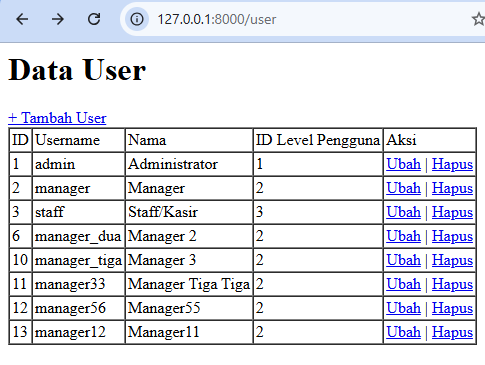 127.0.0.1:8000/user
Data User
+ Tambah User
ID Username Nama ID Level Pengguna Aksi
1 admin Administrator 1 Ubah | Hapus
2 manager Manager 2 Ubah | Hapus
3 staff Staff/Kasir 3 Ubah | Hapus
6 manager_dua Manager 2 2 Ubah | Hapus
10 manager_tiga Manager 3 2 Ubah | Hapus
11 manager33 Manager Tiga Tiga 2 Ubah | Hapus
12 manager56 Manager55 2 Ubah | Hapus
13 manager12 Manager11 2 Ubah | Hapus